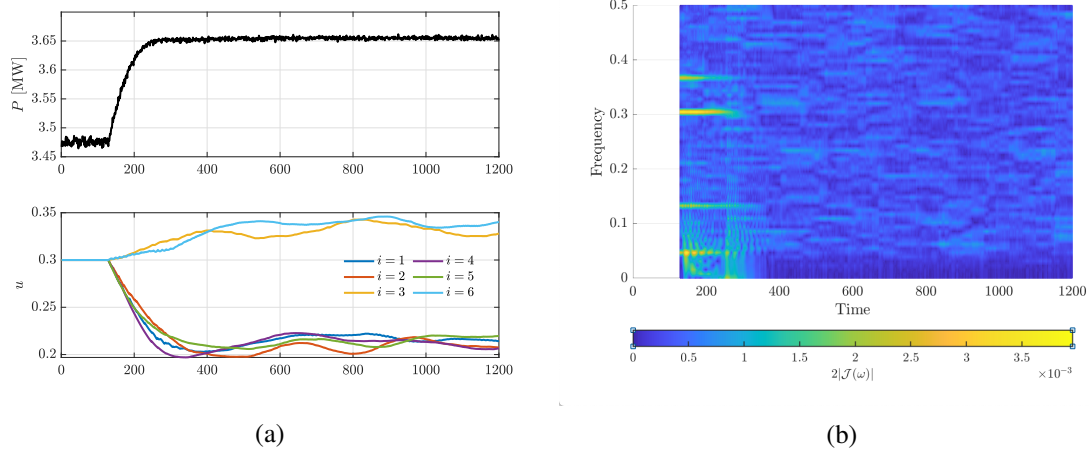 3.65
3.6
3.55
3.5
3.45
P [MW]
0 200 400 600 800 1000 1200
0.35
0.3
0.25
0.2
u
i = 1 i = 4
i = 2 i = 5
i = 3 i = 6
0 200 400 600 800 1000 1200
(a)
0.5
0.4
0.3
0.2
0.1
0
Frequency
0 200 400 600 800 1000 1200
Time
0 0.5 1 1.5 2 2.5 3 3.5
2|𝒥(ω)| ×10⁻³
(b)